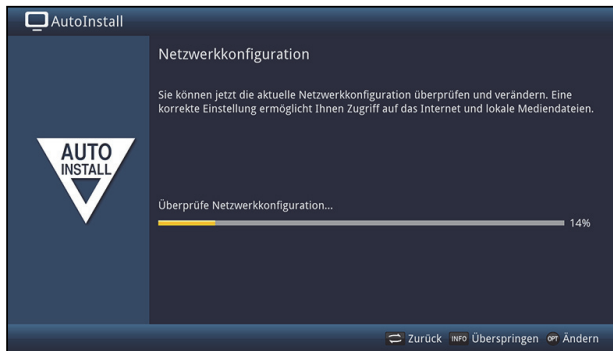 AutoInstall
Netzwerkkonfiguration
Sie können jetzt die aktuelle Netzwerkkonfiguration überprüfen und verändern. Eine
korrekte Einstellung ermöglicht Ihnen Zugriff auf das Internet und lokale Mediendateien.
AUTO
INSTALL
Überprüfe Netzwerkkonfiguration...
14%
Zurück INFO Überspringen OPT Ändern